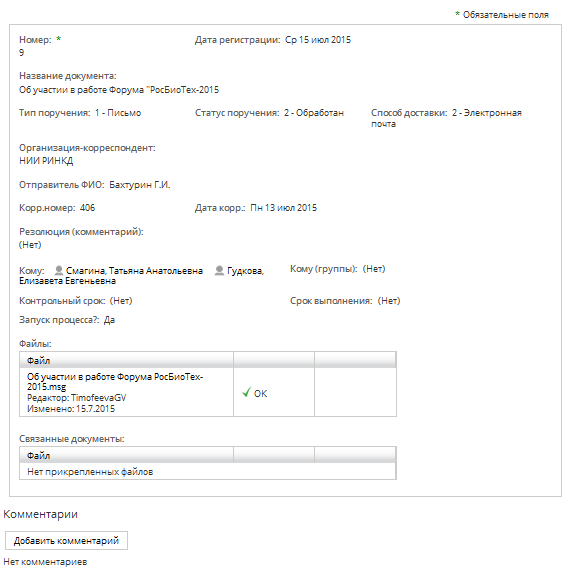 * Обязательные поля
Номер: * Дата регистрации: Ср 15 июл 2015
9
Название документа:
Об участии в работе Форума "РосБиоТех-2015
Тип поручения: 1 - Письмо Статус поручения: 2 - Обработан Способ доставки: 2 - Электронная
почта
Организация-корреспондент:
НИИ РИНКД
Отправитель ФИО: Бахтурин Г.И.
Корр.номер: 406 Дата корр.: Пн 13 июл 2015
Резолюция (комментарий):
(Нет)
Кому: Смагина, Татьяна Анатольевна Гудкова, Кому (группы): (Нет)
Елизавета Евгеньевна
Контрольный срок: (Нет) Срок выполнения: (Нет)
Запуск процесса?: Да
Файлы:
Файл
Об участии в работе Форума РосБиоТех-
2015.msg
Редактор: TimofeevaGV
Изменено: 15.7.2015
OK
Связанные документы:
Файл
Нет прикрепленных файлов
Комментарии
Добавить комментарий
Нет комментариев